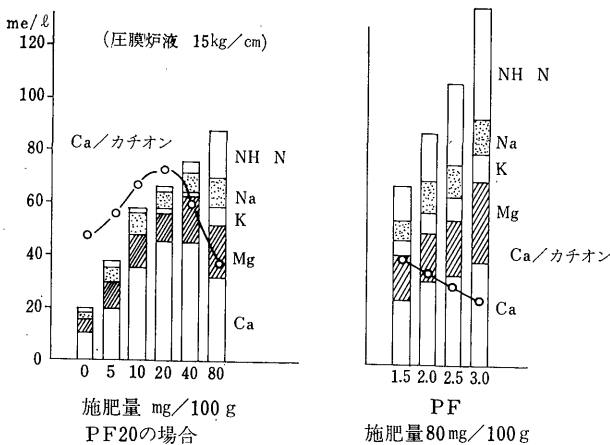 me/ℓ
120
100
80
60
40
20
0
(圧膜炉液 15kg/cm)
Ca/カチオン
NH N
Na
K
Mg
Ca
0 5 10 20 40 80
施肥量 mg/100g
PF20の場合
NH N
Na
K
Mg
Ca/カチオン
Ca
1.5 2.0 2.5 3.0
PF
施肥量80mg/100g